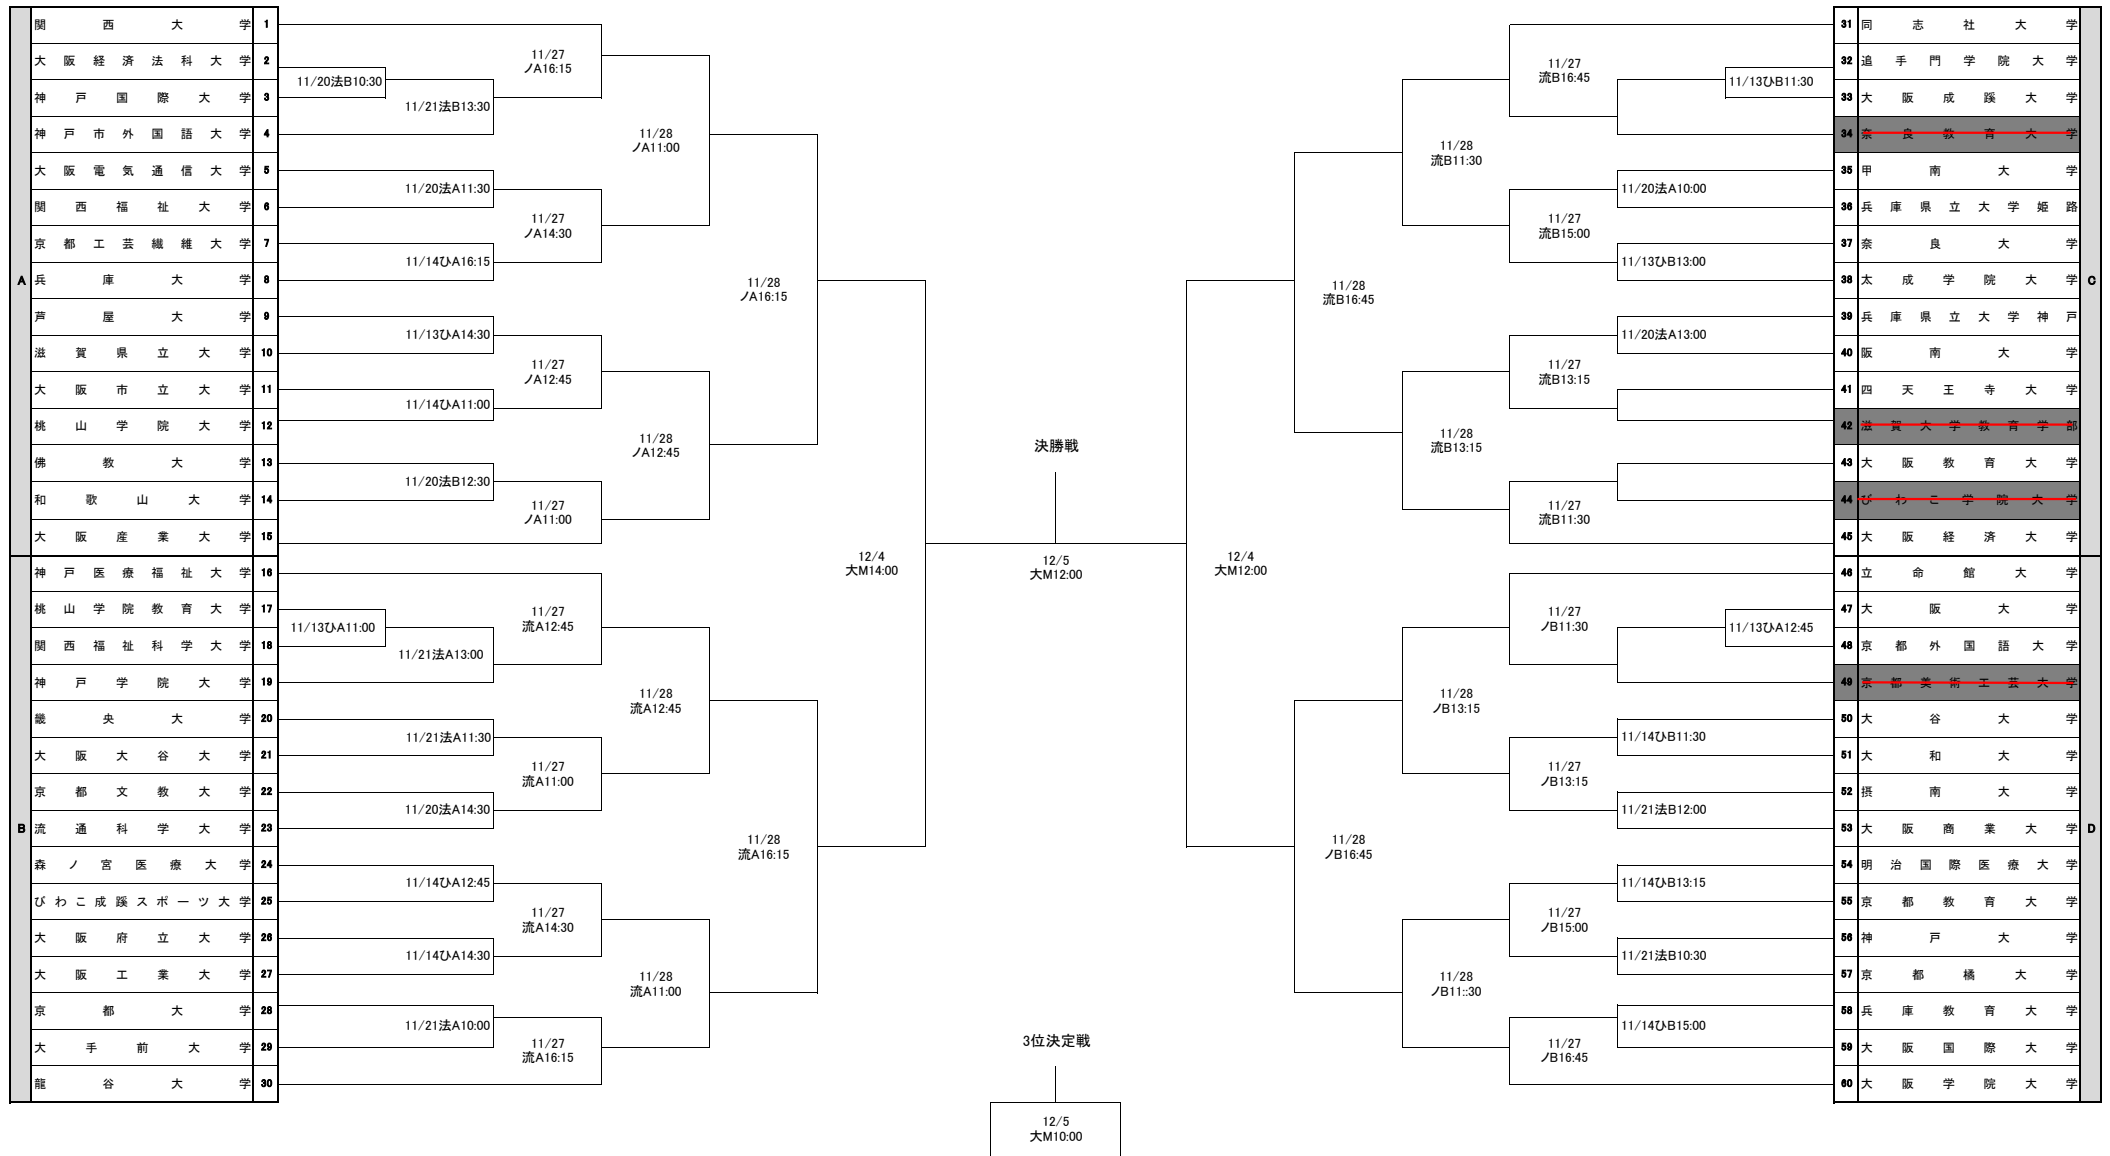 A
関西大学 1
大阪経済法科大学 2
神戸国際大学 3
神戸市外国語大学 4
大阪電気通信大学 5
関西福祉大学 6
京都工芸繊維大学 7
兵庫大学 8
芦屋大学 9
滋賀県立大学 10
大阪市立大学 11
桃山学院大学 12
佛教大学 13
和歌山大学 14
大阪産業大学 15
B
神戸医療福祉大学 16
桃山学院教育大学 17
関西福祉科学大学 18
神戸学院大学 19
畿央大学 20
大阪大谷大学 21
京都文教大学 22
流通科学大学 23
森ノ宮医療大学 24
びわこ成蹊スポーツ大学 25
大阪府立大学 26
大阪工業大学 27
京都大学 28
大手前大学 29
龍谷大学 30
11/20法B10:30
11/21法B13:30
11/20法A11:30
11/14ひA16:15
11/13ひA14:30
11/14ひA11:00
11/20法B12:30
11/13ひA11:00
11/21法A13:00
11/21法A11:30
11/20法A14:30
11/14ひA12:45
11/14ひA14:30
11/21法A10:00
11/27
ノA16:15
11/27
ノA14:30
11/27
ノA12:45
11/27
ノA11:00
11/27
流A12:45
11/27
流A11:00
11/27
流A14:30
11/27
流A16:15
11/28
ノA11:00
11/28
ノA12:45
11/28
流A12:45
11/28
流A11:00
11/28
ノA16:15
11/28
流A16:15
12/4
大M14:00
決勝戦
12/5
大M12:00
3位決定戦
12/5
大M10:00
12/4
大M12:00
11/28
流B16:45
11/28
ノB16:45
11/28
流B11:30
11/28
流B13:15
11/28
ノB13:15
11/28
ノB11::30
11/27
流B16:45
11/27
流B15:00
11/27
流B13:15
11/27
流B11:30
11/27
ノB11:30
11/27
ノB13:15
11/27
ノB15:00
11/27
ノB16:45
11/13ひB11:30
11/20法A10:00
11/13ひB13:00
11/20法A13:00
11/13ひA12:45
11/14ひB11:30
11/21法B12:00
11/14ひB13:15
11/21法B10:30
11/14ひB15:00
31 同志社大学
32 追手門学院大学
33 大阪成蹊大学
34 奈良教育大学
35 甲南大学
36 兵庫県立大学姫路
37 奈良大学
38 太成学院大学
39 兵庫県立大学神戸
40 阪南大学
41 四天王寺大学
42 滋賀大学教育学部
43 大阪教育大学
44 びわこ学院大学
45 大阪経済大学
C
46 立命館大学
47 大阪大学
48 京都外国語大学
49 京都美術工芸大学
50 大谷大学
51 大和大学
52 摂南大学
53 大阪商業大学
54 明治国際医療大学
55 京都教育大学
56 神戸大学
57 京都橘大学
58 兵庫教育大学
59 大阪国際大学
60 大阪学院大学
D